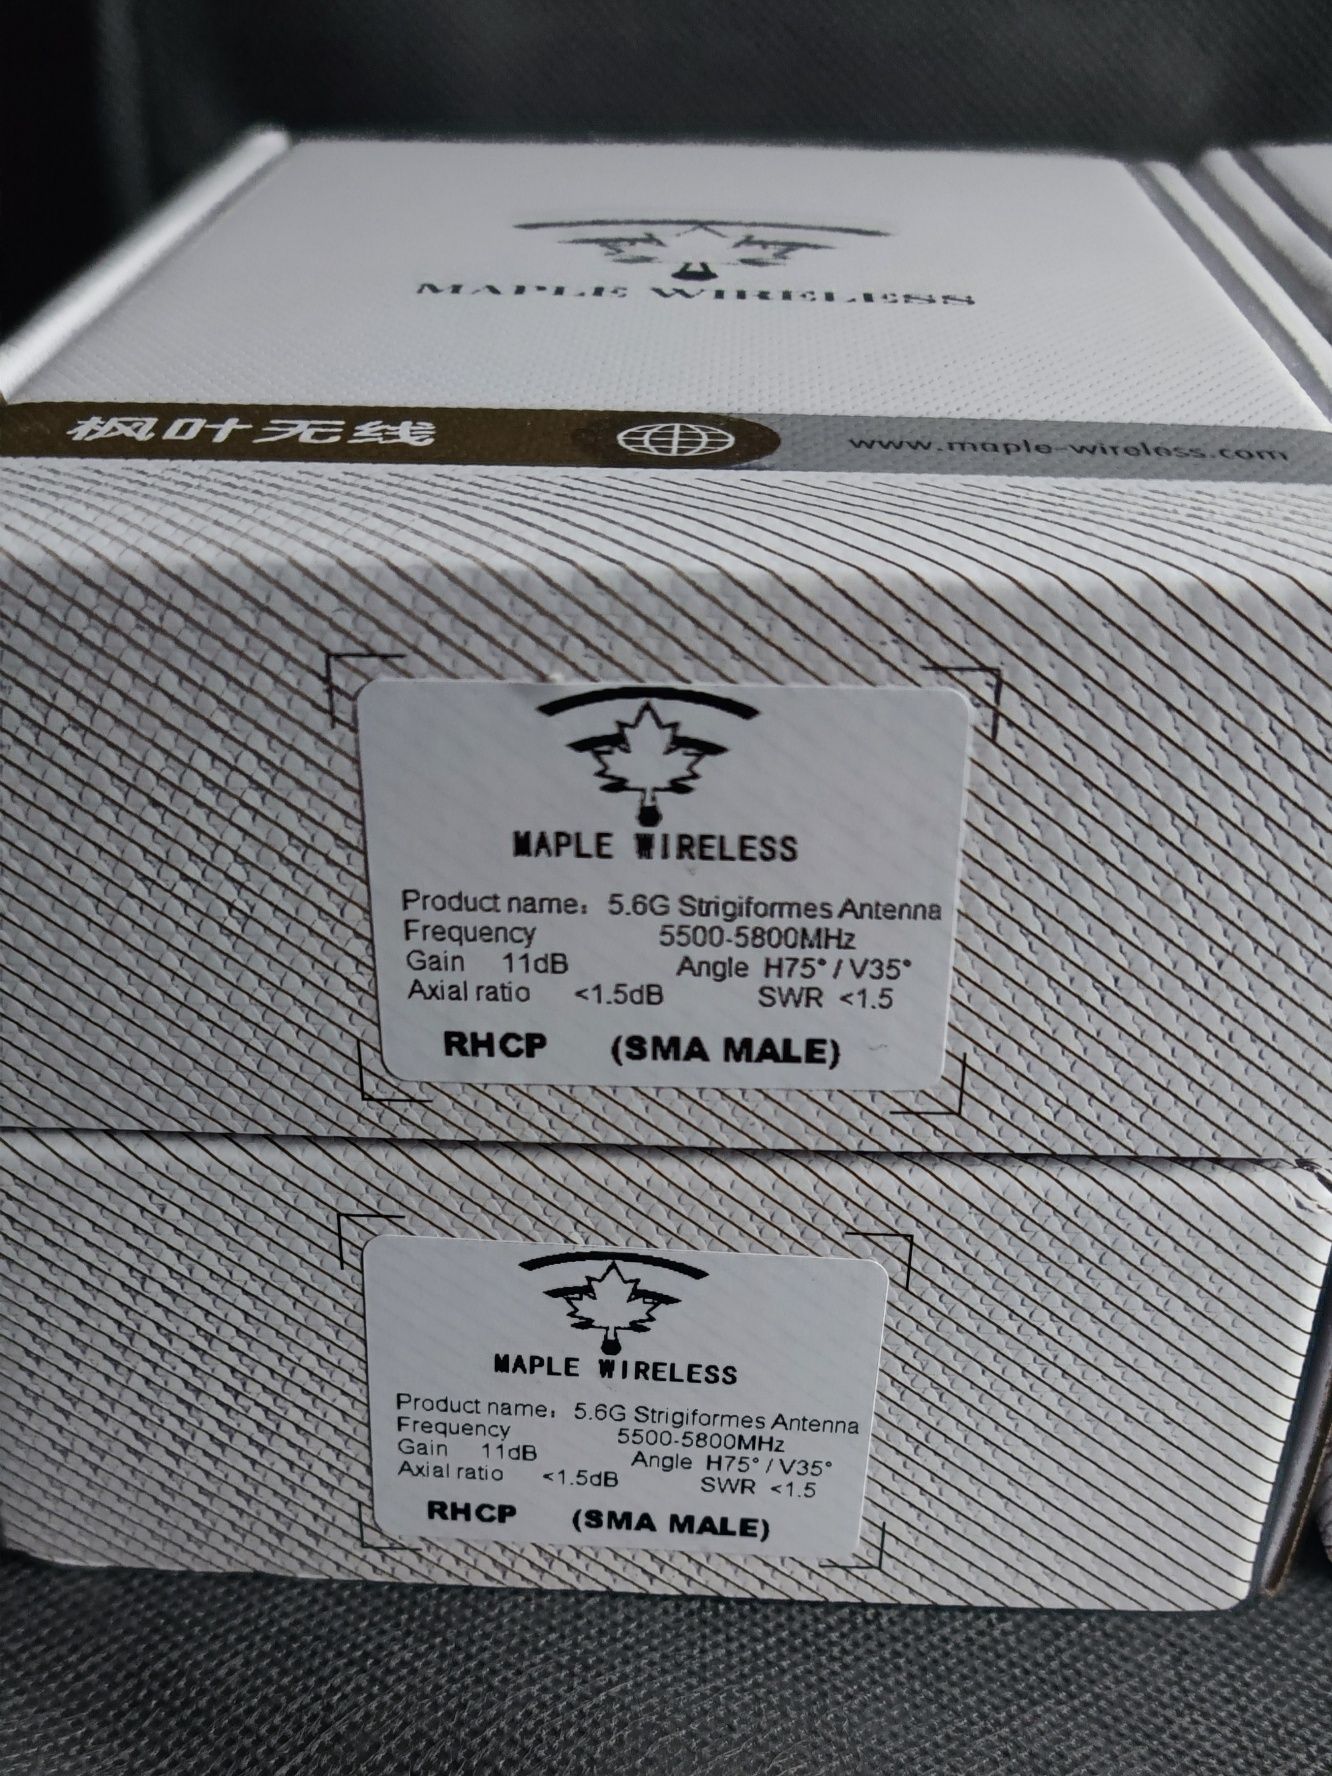 MAPLE WIRELESS
枫叶无线 www.maple-wireless.com
MAPLE WIRELESS
Product name: 5.6G Strigiformes Antenna
Frequency 5500-5800MHz
Gain 11dB Angle H75°/V35°
Axial ratio <1.5dB SWR <1.5
RHCP (SMA MALE)
MAPLE WIRELESS
Product name: 5.6G Strigiformes Antenna
Frequency 5500-5800MHz
Gain 11dB Angle H75°/V35°
Axial ratio <1.5dB SWR <1.5
RHCP (SMA MALE)